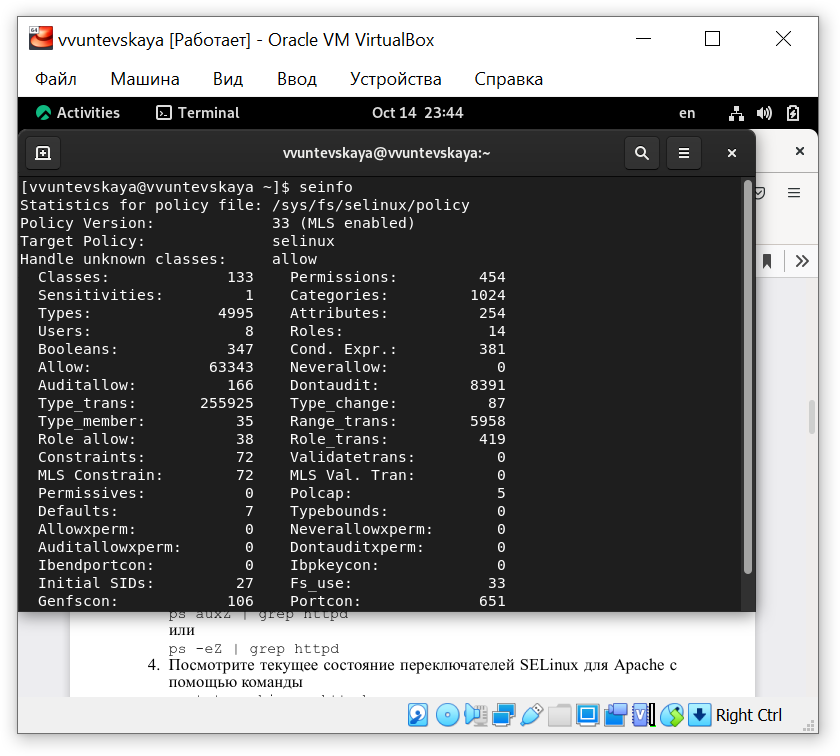 vvuntevskaya [Работает] - Oracle VM VirtualBox
Файл Машина Вид Ввод Устройства Справка
Activities Terminal Oct 14 23:44 en
vvuntevskaya@vvuntevskaya:~
[vvuntevskaya@vvuntevskaya ~]$ seinfo
Statistics for policy file: /sys/fs/selinux/policy
Policy Version: 33 (MLS enabled)
Target Policy: selinux
Handle unknown classes: allow
Classes: 133 Permissions: 454
Sensitivities: 1 Categories: 1024
Types: 4995 Attributes: 254
Users: 8 Roles: 14
Booleans: 347 Cond. Expr.: 381
Allow: 63343 Neverallow: 0
Auditallow: 166 Dontaudit: 8391
Type_trans: 255925 Type_change: 87
Type_member: 35 Range_trans: 5958
Role allow: 38 Role_trans: 419
Constraints: 72 Validatetrans: 0
MLS Constrain: 72 MLS Val. Tran: 0
Permissives: 0 Polcap: 5
Defaults: 7 Typebounds: 0
Allowxperm: 0 Neverallowxperm: 0
Auditallowxperm: 0 Dontauditxperm: 0
Ibendportcon: 0 Ibpkeycon: 0
Initial SIDs: 27 Fs_use: 33
Genfscon: 106 Portcon: 651
ps auxZ | grep httpd
или
ps -eZ | grep httpd
4. Посмотрите текущее состояние переключателей SELinux для Apache с
помощью команды
Right Ctrl